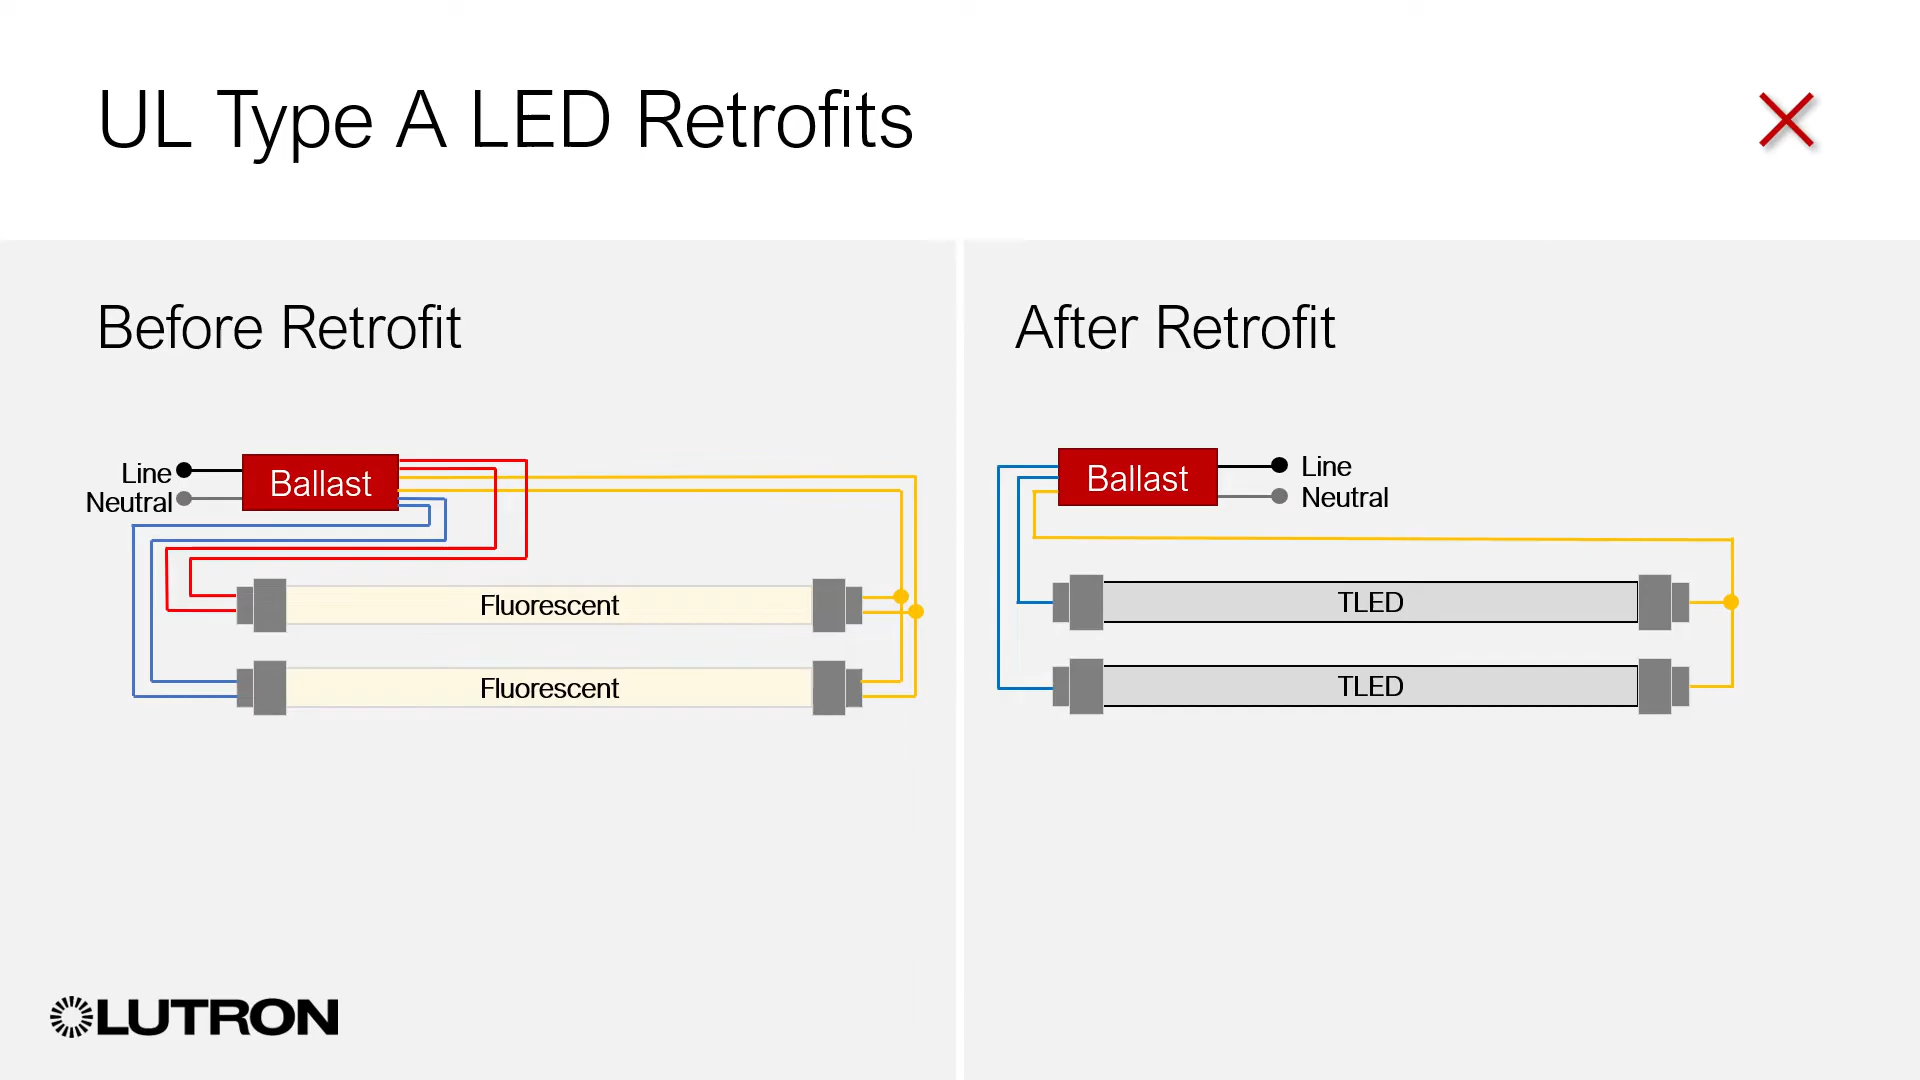 UL Type A LED Retrofits
Before Retrofit
Line
Neutral
Ballast
Fluorescent
Fluorescent
After Retrofit
Ballast
Line
Neutral
TLED
TLED
LUTRON